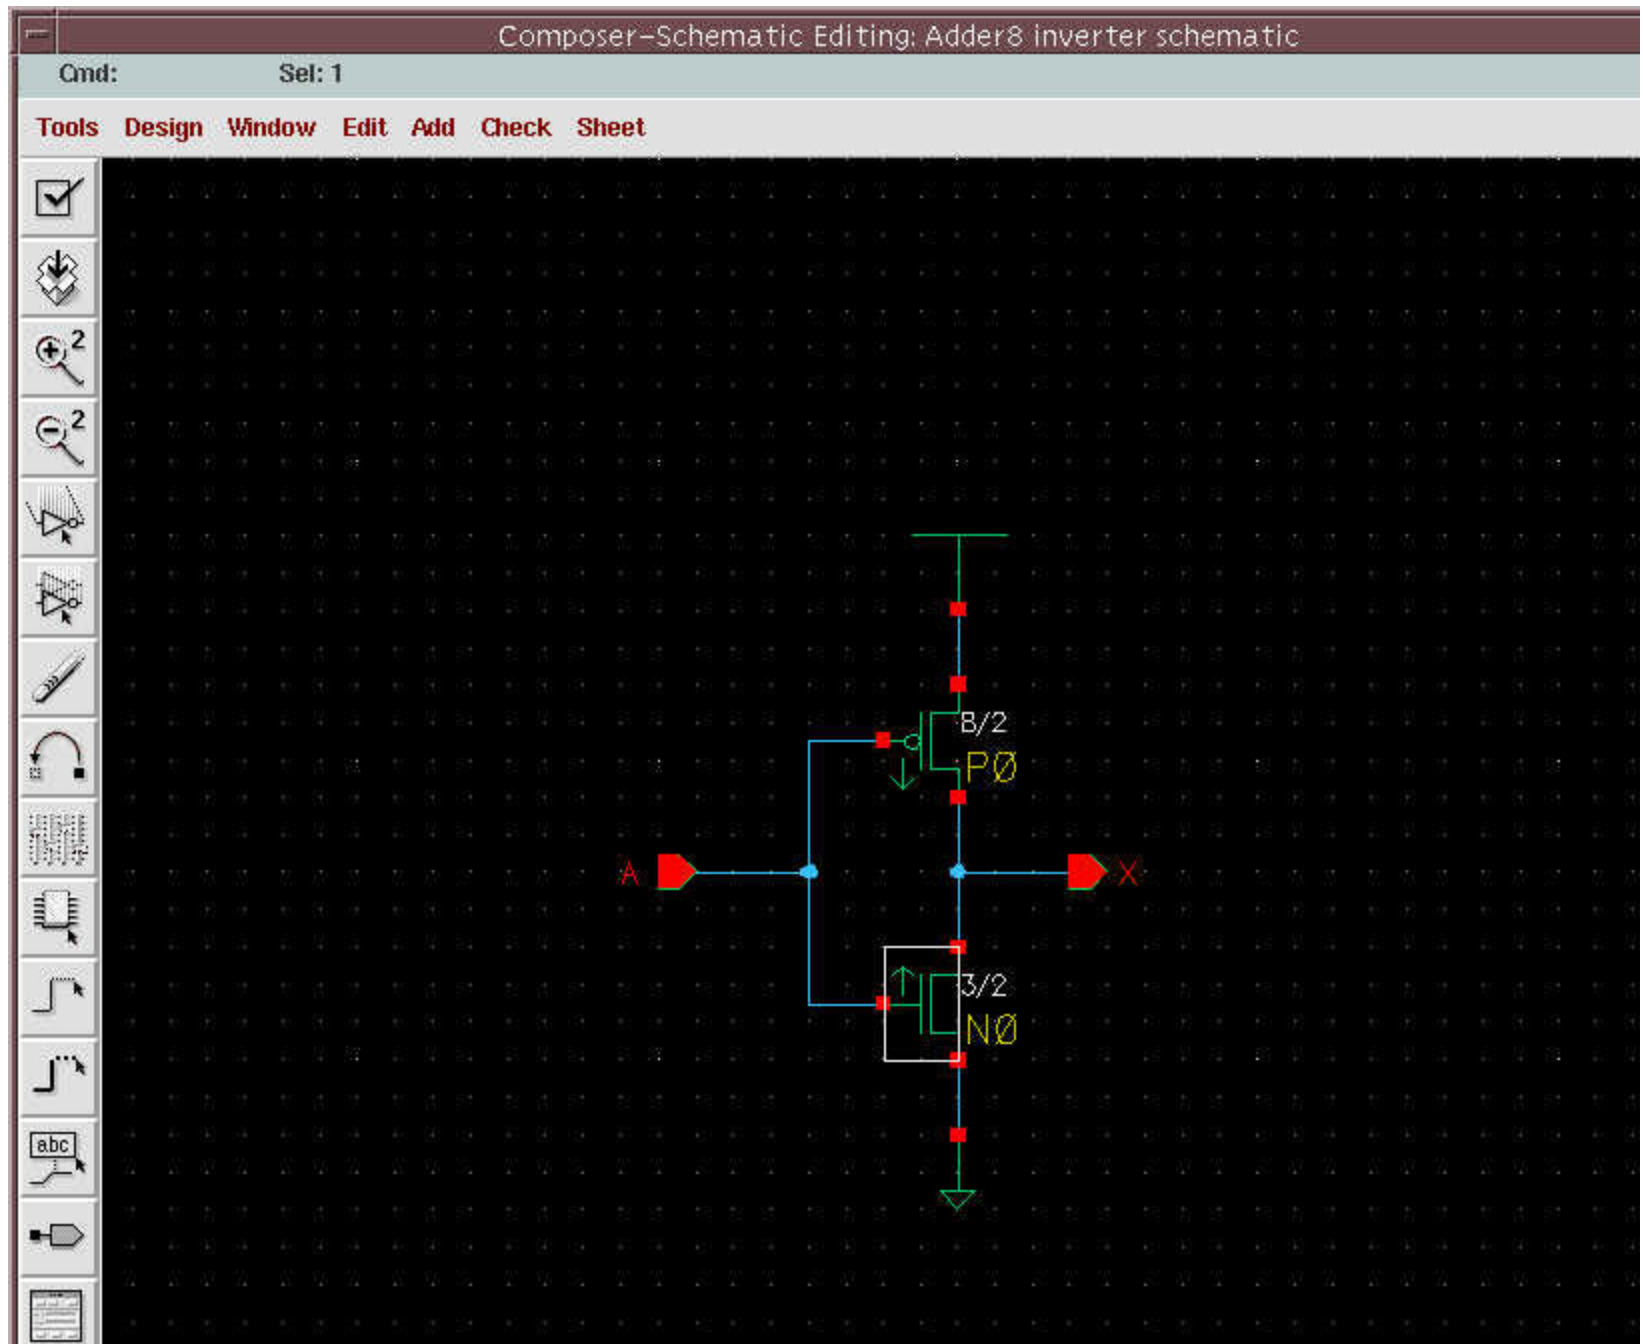 Composer-Schematic Editing: Adder8 inverter schematic
Cmd: Sel: 1
Tools Design Window Edit Add Check Sheet
2
2
8/2
PØ
A X
3/2
NØ
abc